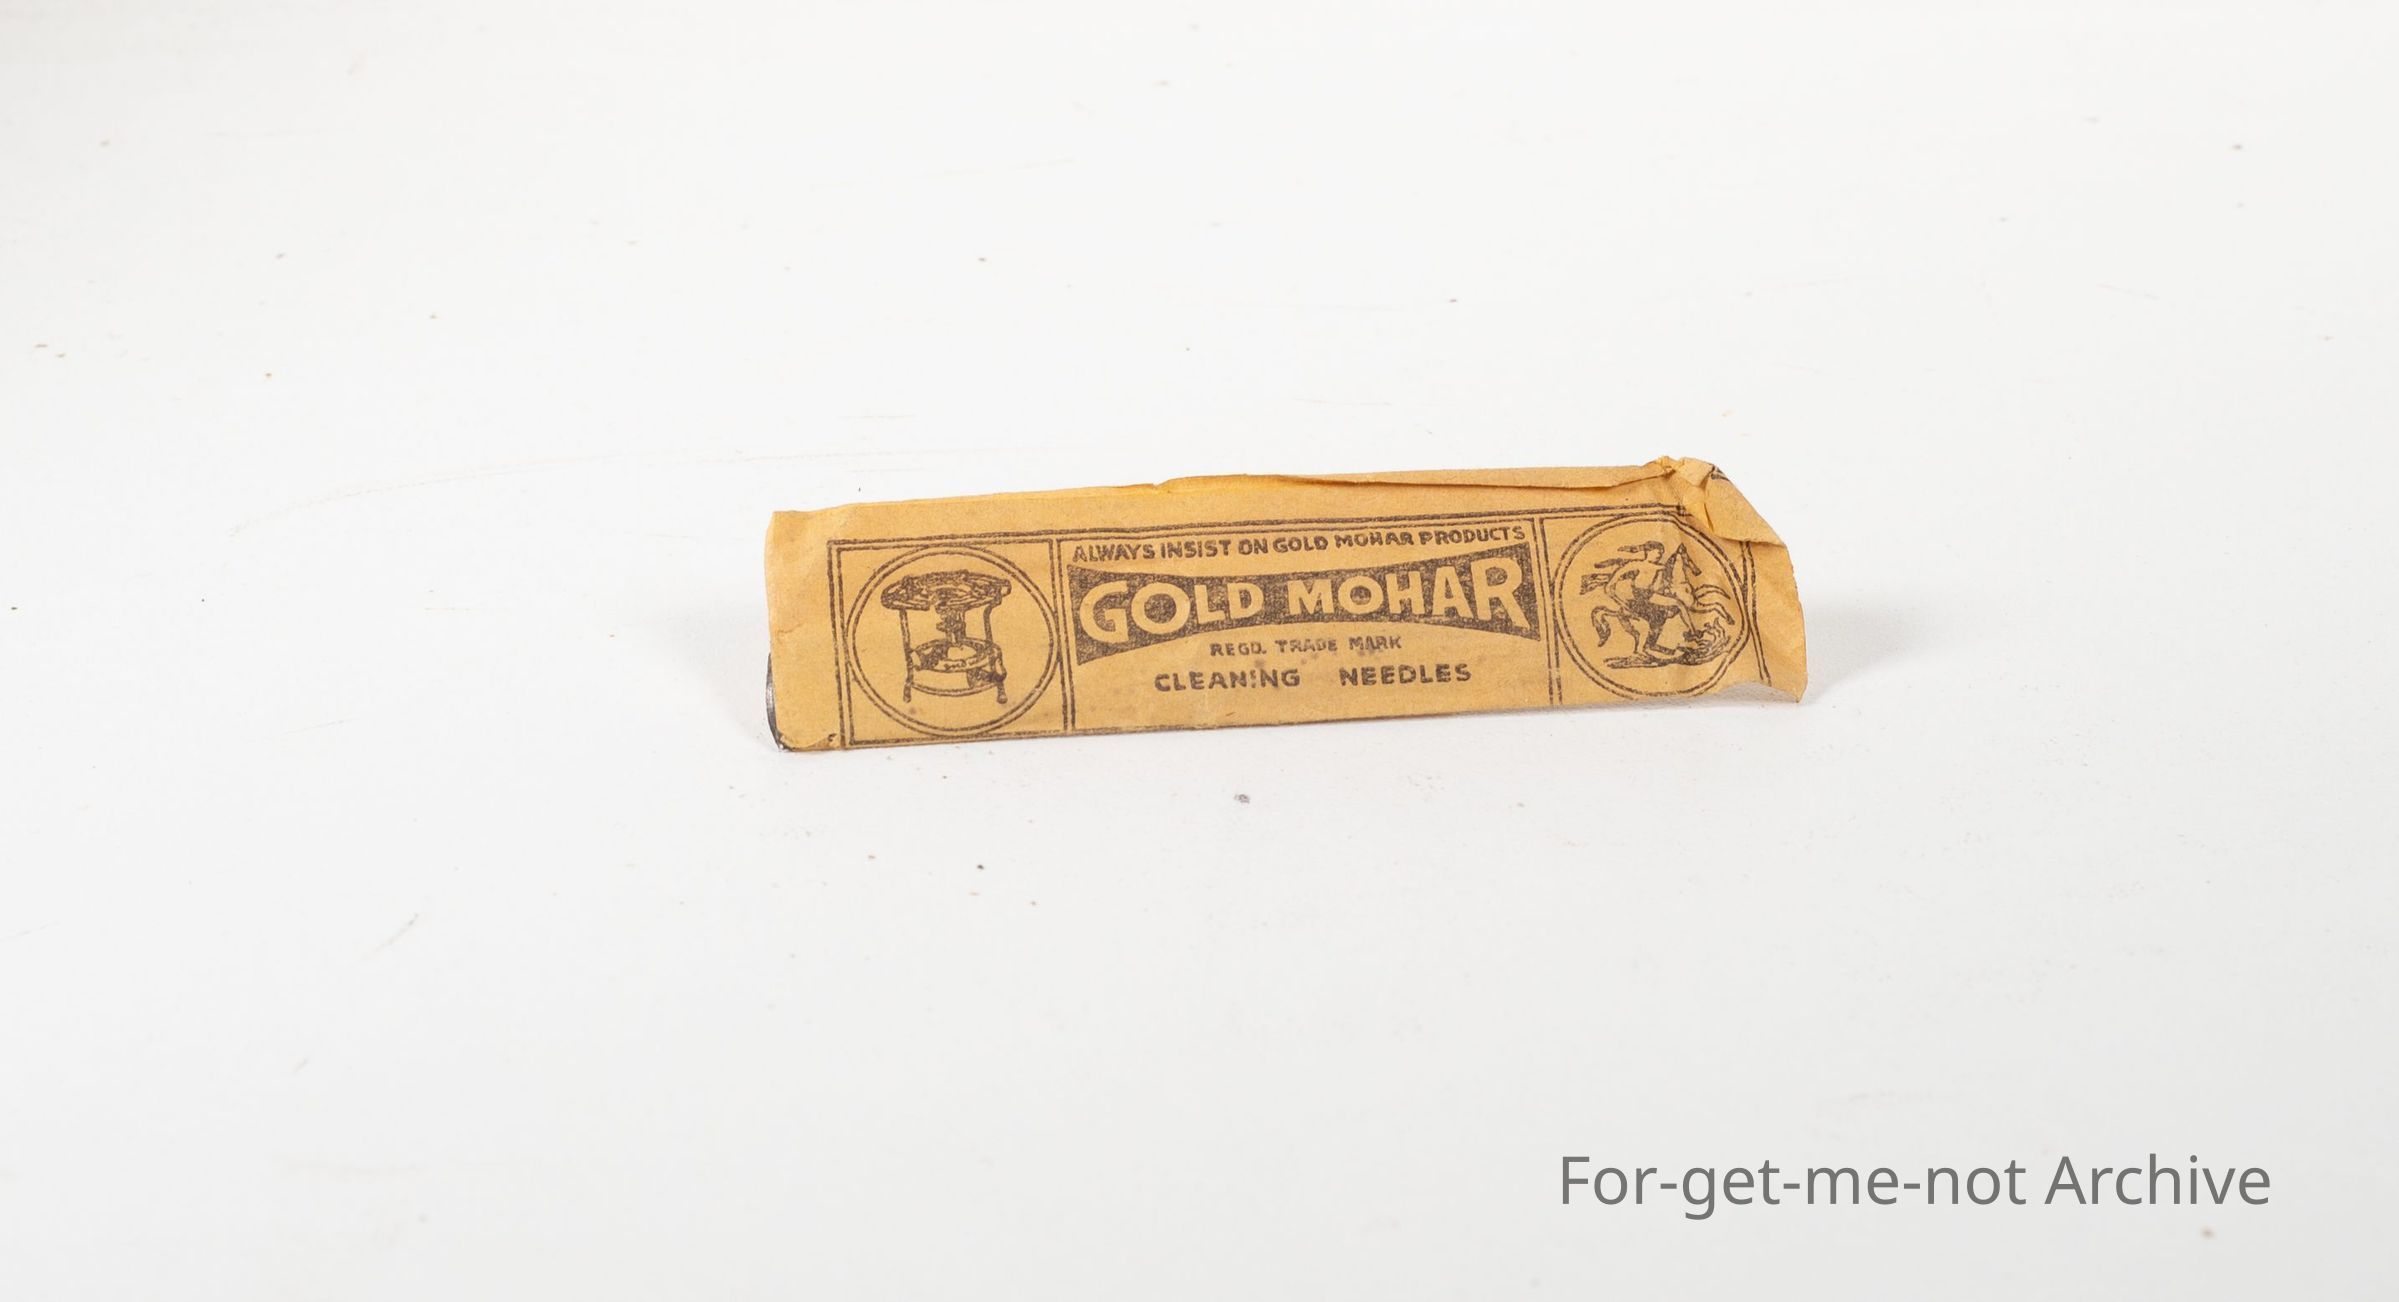 ALWAYS INSIST ON GOLD MOHAR PRODUCTS
GOLD MOHAR
REGD. TRADE MARK
CLEANING NEEDLES
For-get-me-not Archive